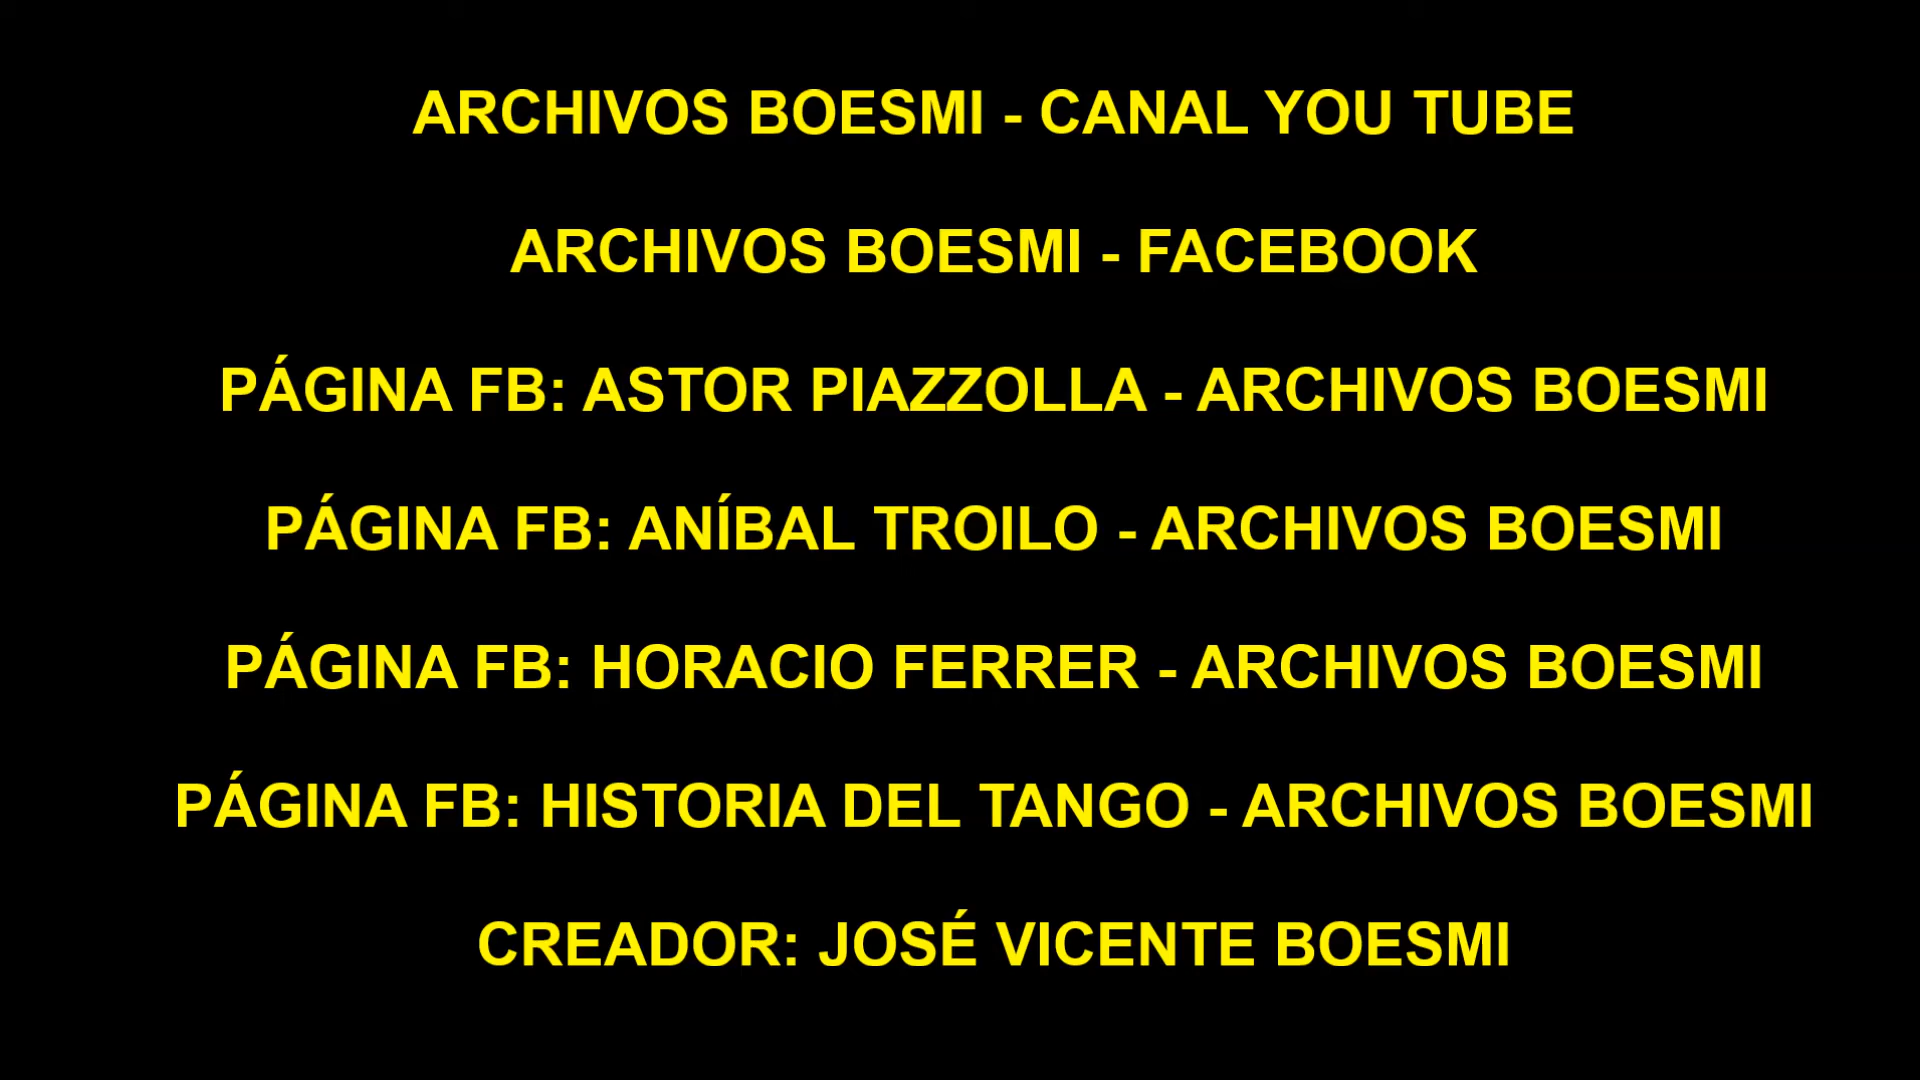 ARCHIVOS BOESMI - CANAL YOU TUBE
ARCHIVOS BOESMI - FACEBOOK
PÁGINA FB: ASTOR PIAZZOLLA - ARCHIVOS BOESMI
PÁGINA FB: ANÍBAL TROILO - ARCHIVOS BOESMI
PÁGINA FB: HORACIO FERRER - ARCHIVOS BOESMI
PÁGINA FB: HISTORIA DEL TANGO - ARCHIVOS BOESMI
CREADOR: JOSÉ VICENTE BOESMI